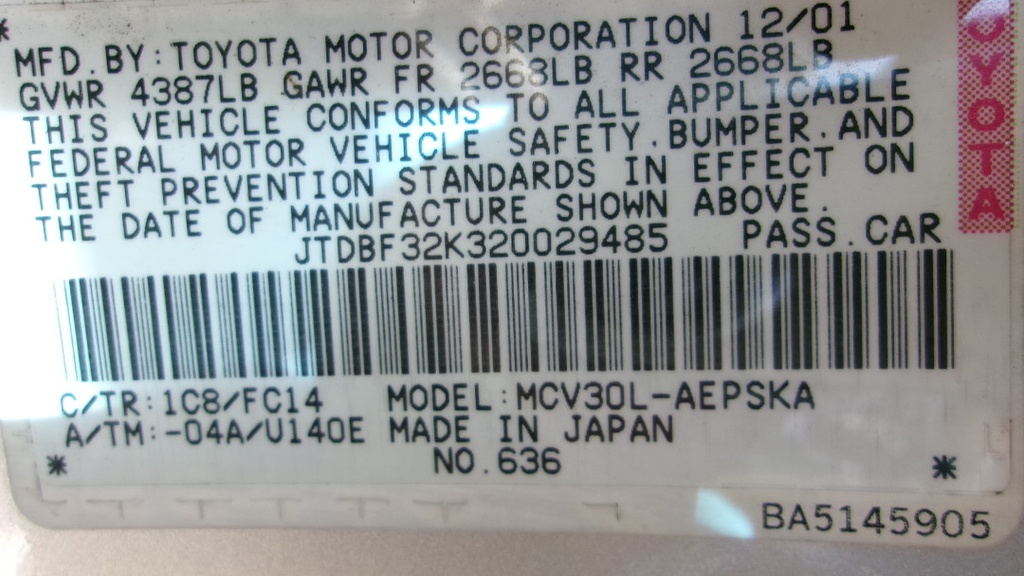 *
MFD. BY: TOYOTA MOTOR CORPORATION 12/01
GVWR 4387LB GAWR FR 2668LB RR 2668LB
THIS VEHICLE CONFORMS TO ALL APPLICABLE
FEDERAL MOTOR VEHICLE SAFETY. BUMPER. AND
THEFT PREVENTION STANDARDS IN EFFECT ON
THE DATE OF MANUFACTURE SHOWN ABOVE.
JTDBF32K320029485 PASS. CAR
C/TR: 1C8/FC14 MODEL: MCV30L-AEPSKA
A/TM: -04A/U140E MADE IN JAPAN
* NO. 636 *
BA5145905
TOYOTA